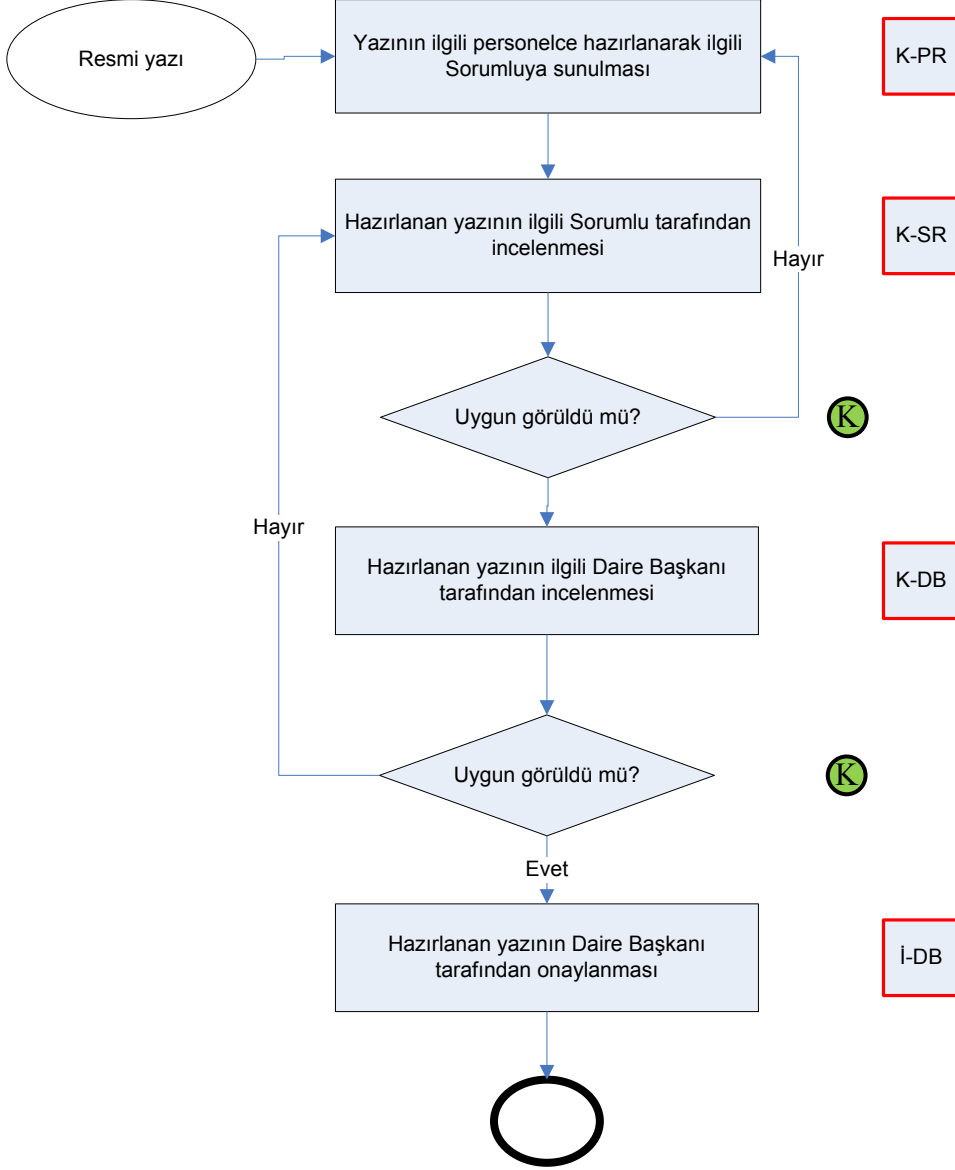 Resmi yazı
Yazının ilgili personelce hazırlanarak ilgili
Sorumluya sunulması
K-PR
Hazırlanan yazının ilgili Sorumlu tarafından
incelenmesi
K-SR
Hayır
Uygun görüldü mü?
K
Hayır
Hazırlanan yazının ilgili Daire Başkanı
tarafından incelenmesi
K-DB
Uygun görüldü mü?
K
Evet
Hazırlanan yazının Daire Başkanı
tarafından onaylanması
İ-DB